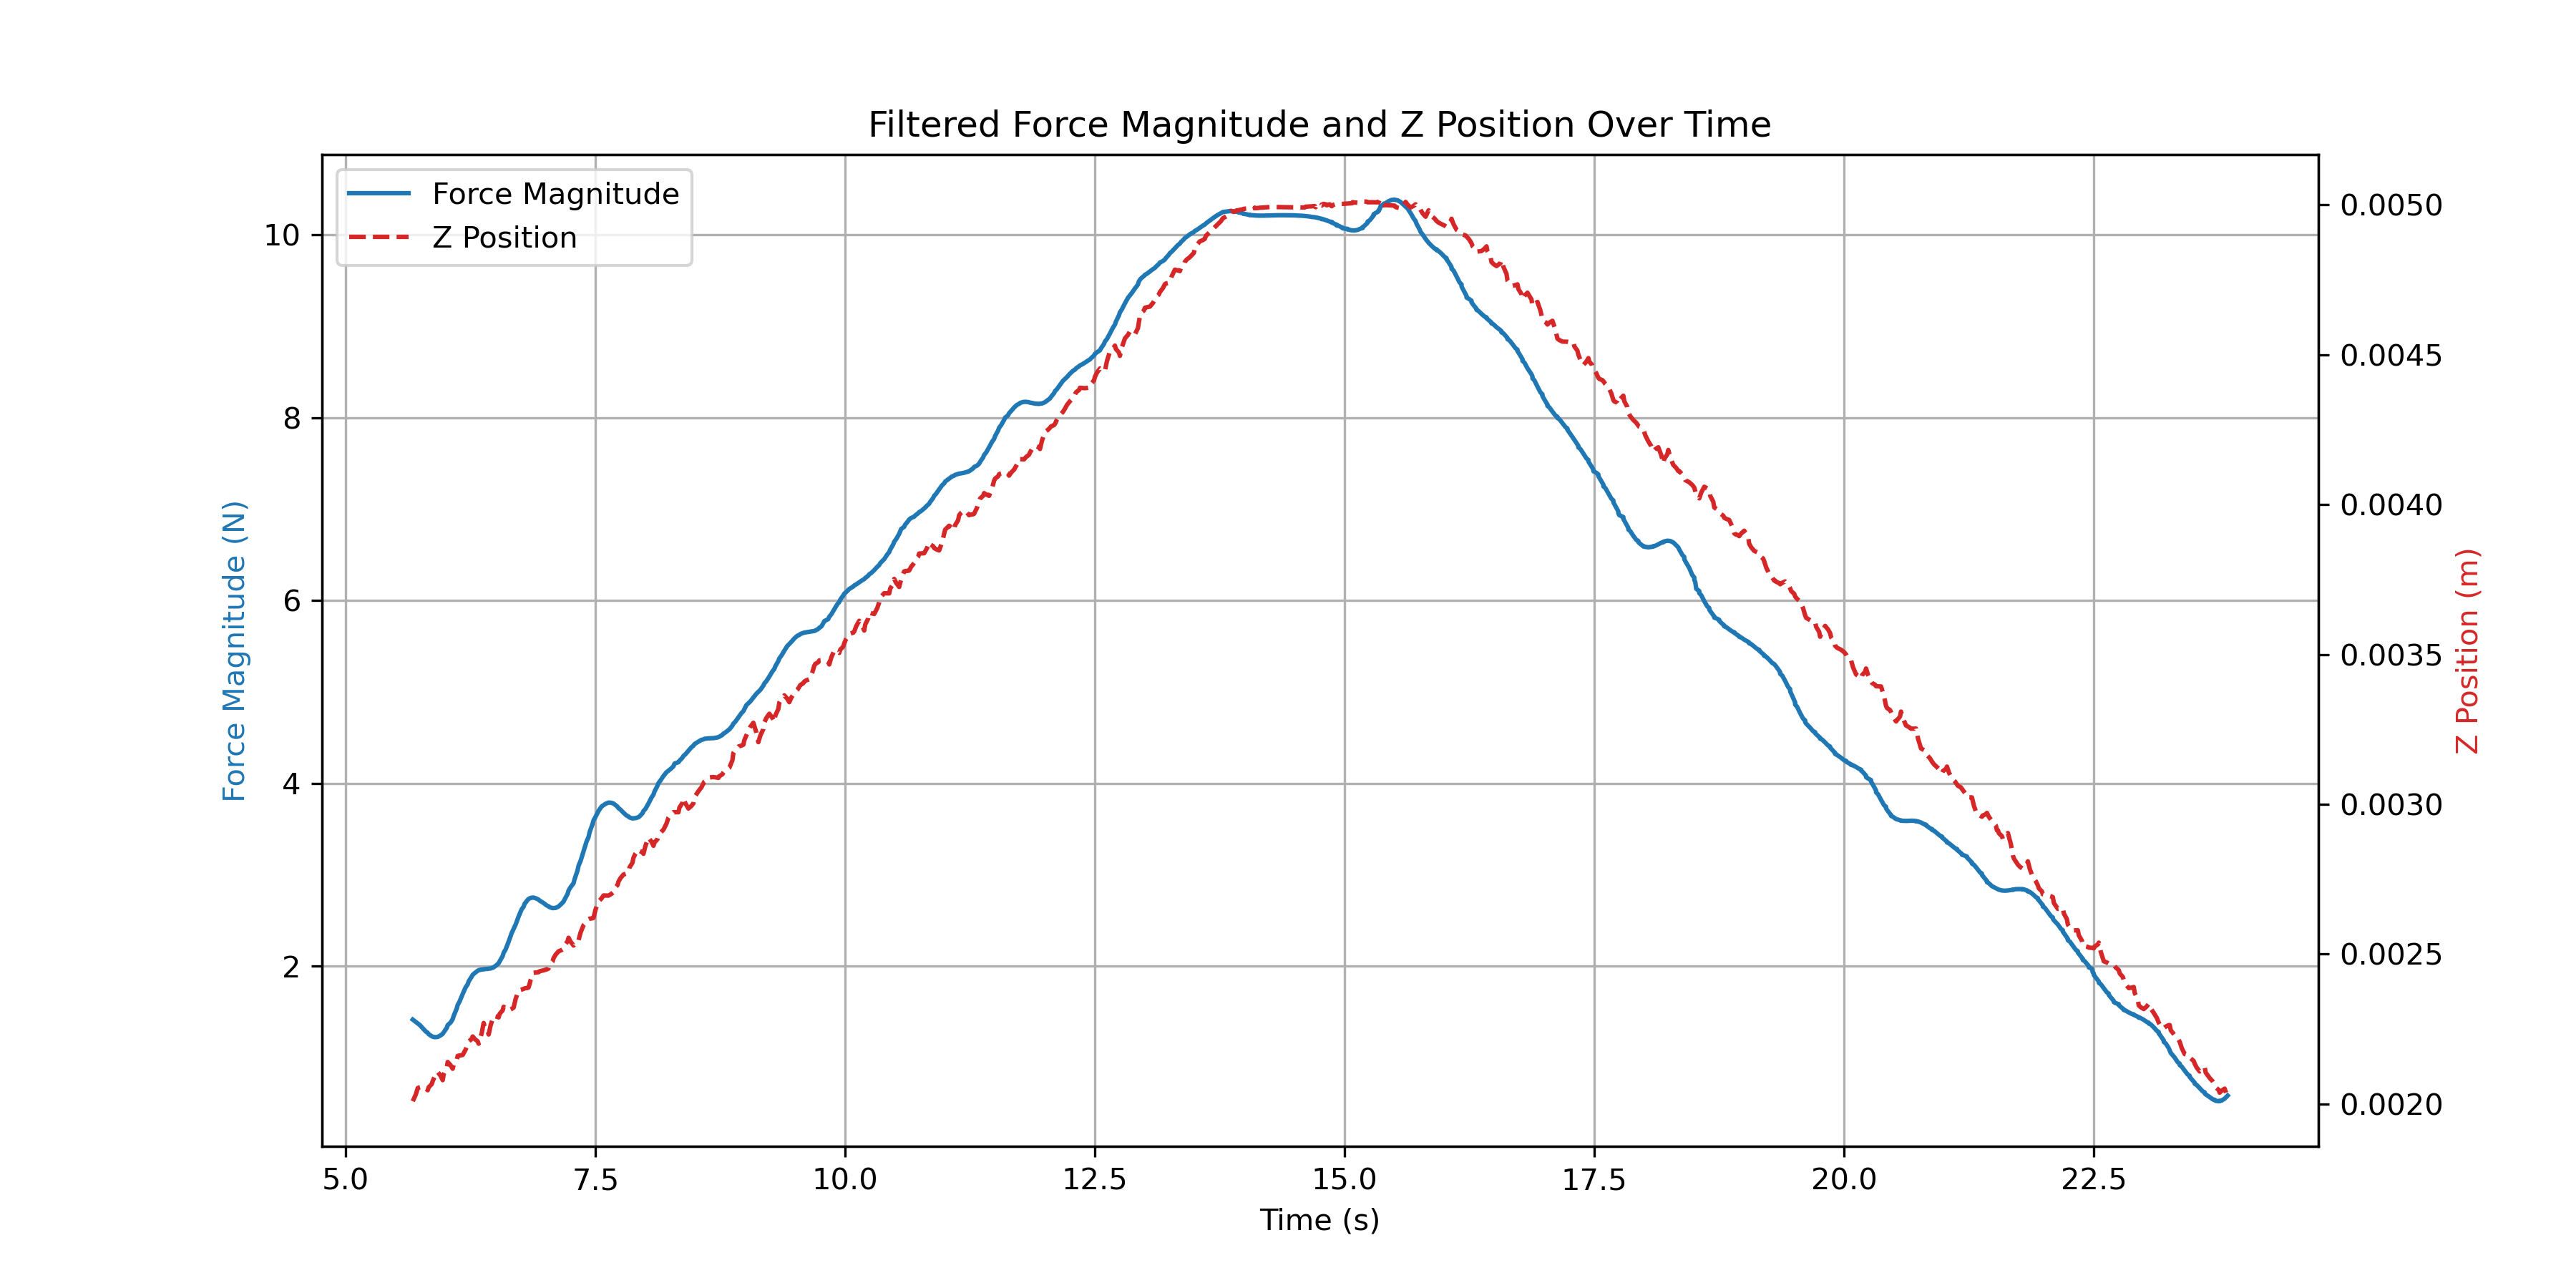 Filtered Force Magnitude and Z Position Over Time
Force Magnitude
Z Position
Force Magnitude (N)
10
8
6
4
2
0.0050
0.0045
0.0040
0.0035
0.0030
0.0025
0.0020
Z Position (m)
5.0 7.5 10.0 12.5 15.0 17.5 20.0 22.5
Time (s)